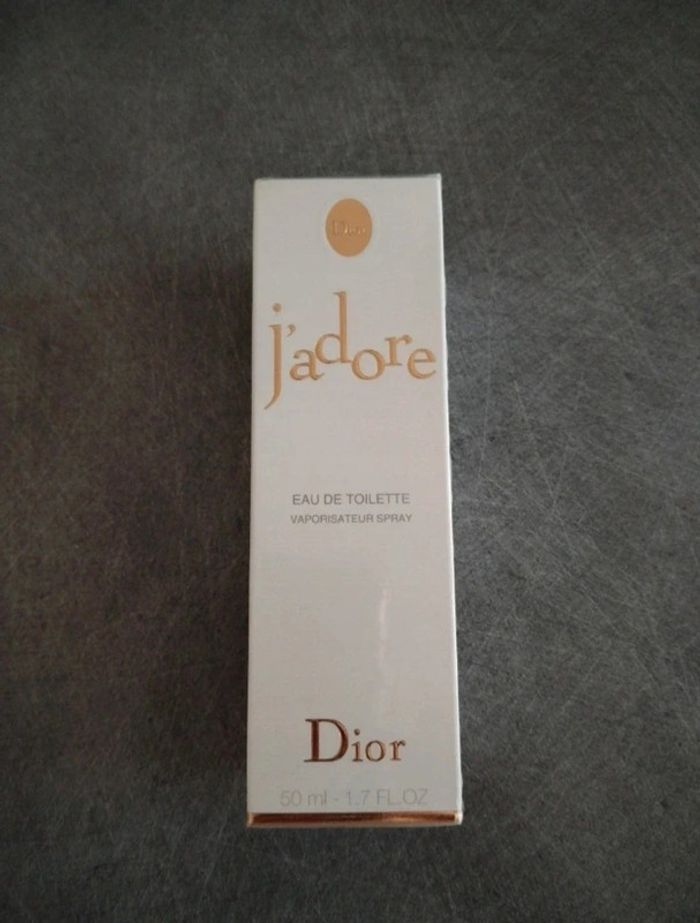 Dior
j'adore
EAU DE TOILETTE
VAPORISATEUR SPRAY
Dior
50 ml - 1.7 FL.OZ